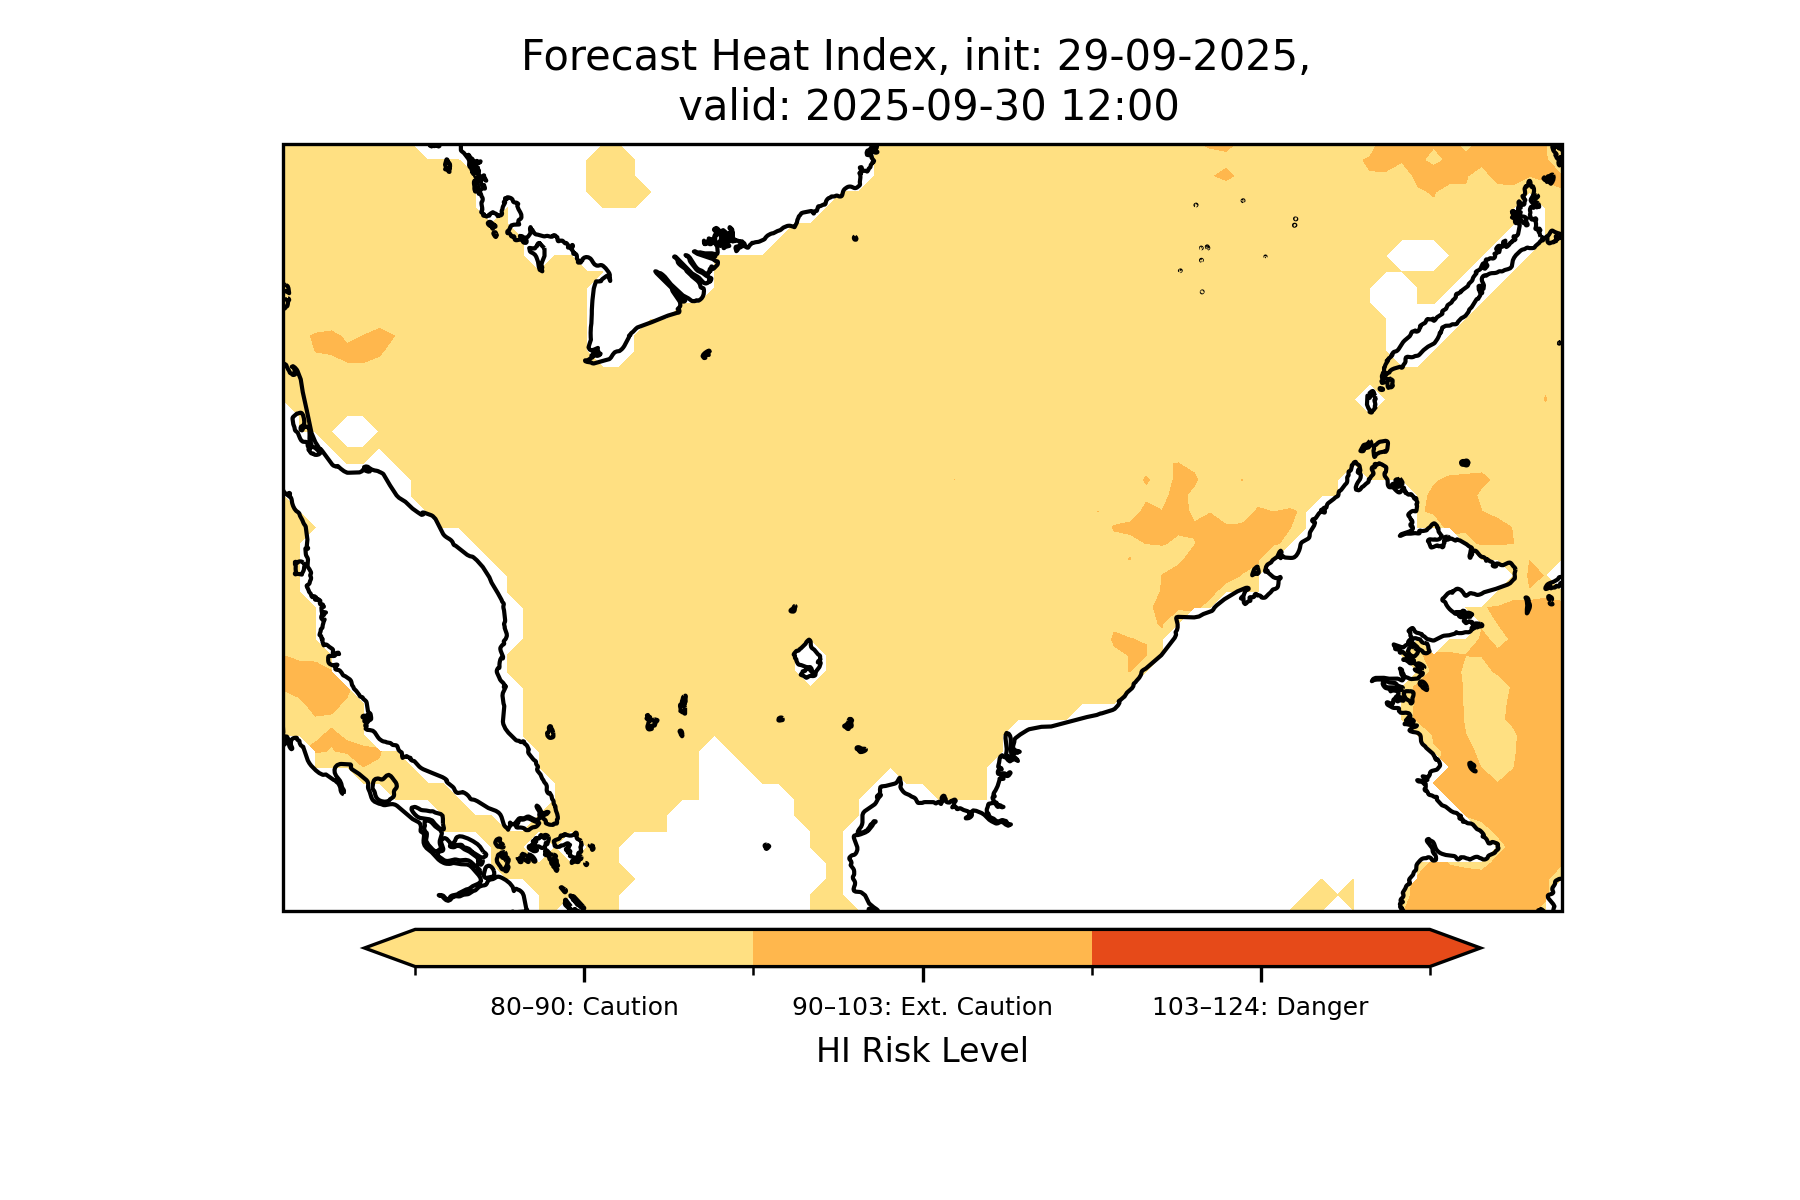 Forecast Heat Index, init: 29-09-2025,
valid: 2025-09-30 12:00
80–90: Caution
90–103: Ext. Caution
103–124: Danger
HI Risk Level